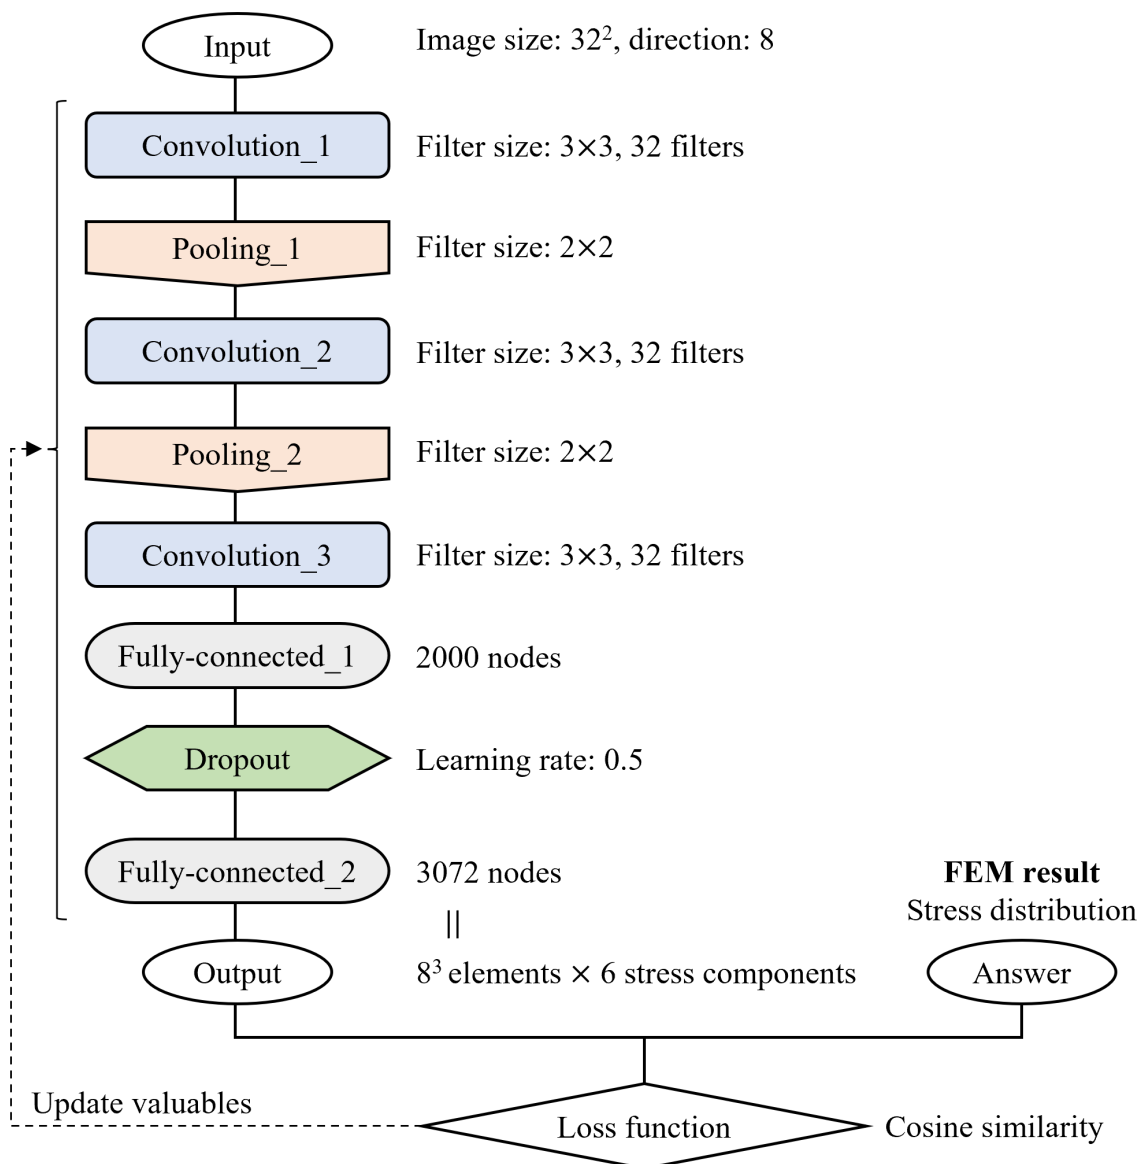 Input
Image size: 32², direction: 8
Convolution_1
Filter size: 3×3, 32 filters
Pooling_1
Filter size: 2×2
Convolution_2
Filter size: 3×3, 32 filters
Pooling_2
Filter size: 2×2
Convolution_3
Filter size: 3×3, 32 filters
Fully-connected_1
2000 nodes
Dropout
Learning rate: 0.5
Fully-connected_2
3072 nodes
||
FEM result
Stress distribution
Output
8³ elements × 6 stress components
Answer
Update valuables
Loss function
Cosine similarity